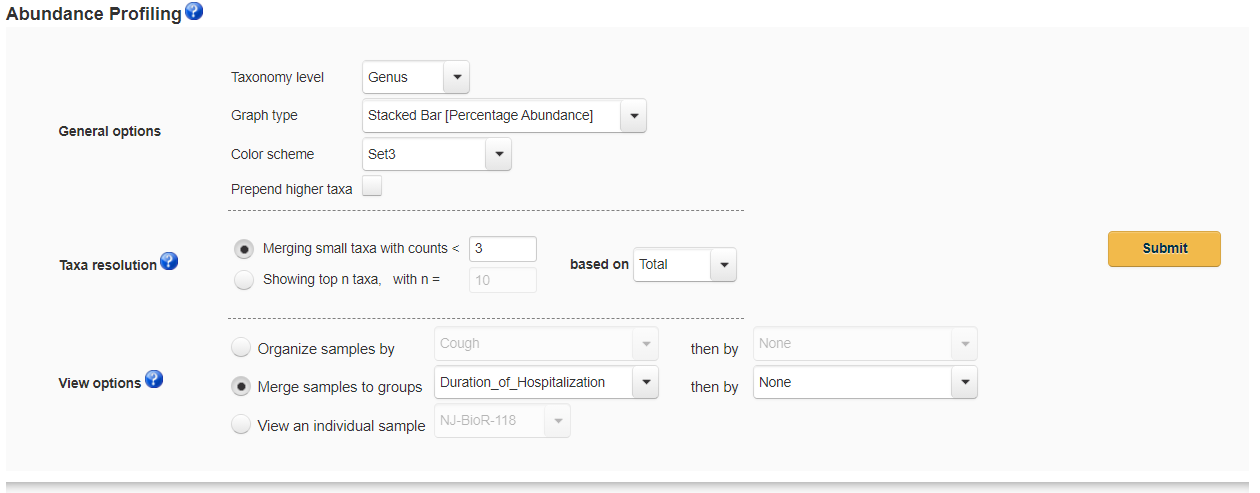 Abundance Profiling ?
General options
Taxonomy level Genus
Graph type Stacked Bar [Percentage Abundance]
Color scheme Set3
Prepend higher taxa
Taxa resolution ?
Merging small taxa with counts < 3
Showing top n taxa, with n = 10
based on Total
Submit
View options ?
Organize samples by Cough then by None
Merge samples to groups Duration_of_Hospitalization then by None
View an individual sample NJ-BioR-118